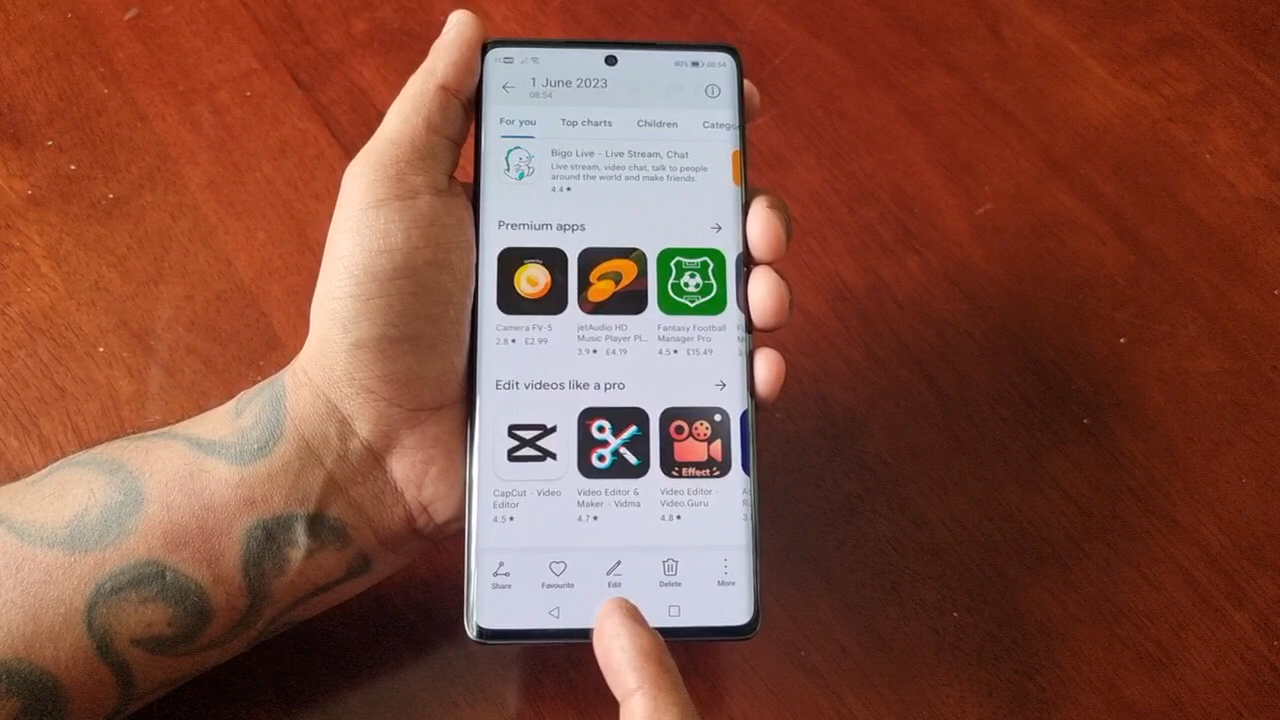 90% 08:54
1 June 2023
08:54
For you Top charts Children Catego
Bigo Live - Live Stream, Chat
Live stream, video chat, talk to people
around the world and make friends.
4.4★
Premium apps
Camera FV-5
2.8★ £2.99
jetAudio HD
Music Player Pl...
3.9★ £4.19
Fantasy Football
Manager Pro
4.5★ £15.49
Edit videos like a pro
CapCut - Video
Editor
4.5★
Video Editor &
Maker - Vidma
4.7★
Effect
Video Editor -
Video.Guru
4.8★
Share Favourite Edit Delete More